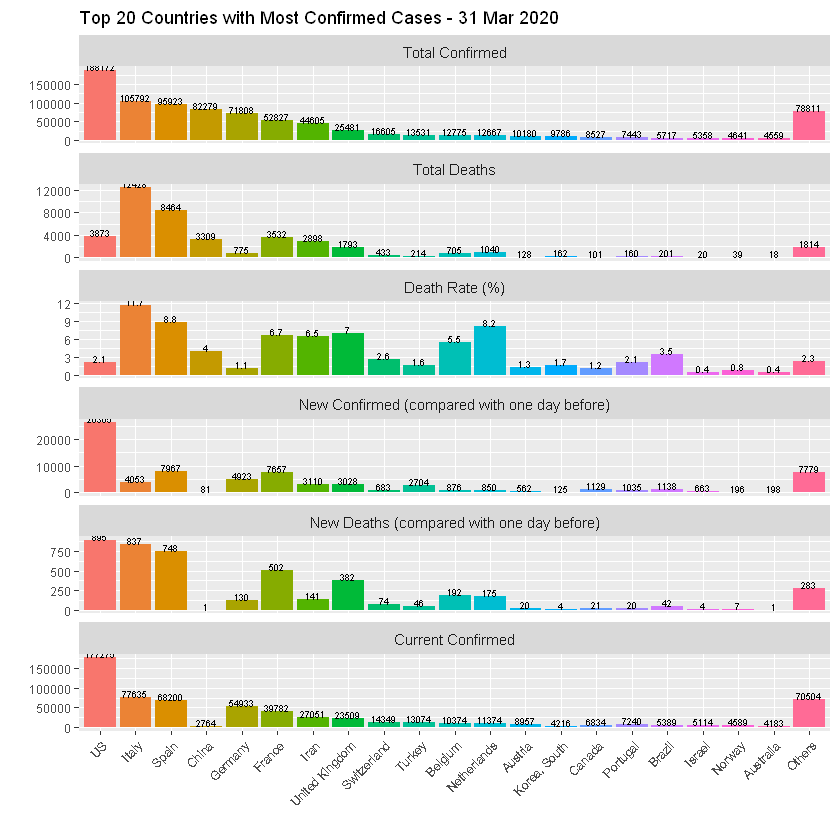 Top 20 Countries with Most Confirmed Cases - 31 Mar 2020
Total Confirmed
150000
100000
50000
0
188172 105792 95923 82279 71808 52827 44605 25481 16605 13531 12775 12667 10180 9786 8527 7443 5717 5358 4641 4559 78811
Total Deaths
12000
8000
4000
0
3873 12428 8464 3309 775 3532 2898 1793 433 214 705 1040 128 162 101 160 201 20 39 18 1814
Death Rate (%)
12
9
6
3
0
2.1 11.7 8.8 4 1.1 6.7 6.5 7 2.6 1.6 5.5 8.2 1.3 1.7 1.2 2.1 3.5 0.4 0.8 0.4 2.3
New Confirmed (compared with one day before)
20000
10000
0
4053 7967 81 4923 7657 3110 3028 683 2704 876 850 562 125 1129 1035 1138 663 196 198 7779
New Deaths (compared with one day before)
750
500
250
0
895 837 748 1 130 502 141 382 74 46 192 175 20 4 21 20 42 4 7 1 283
Current Confirmed
150000
100000
50000
0
77635 68200 2764 54933 39782 27051 23509 14349 13074 10374 11374 8957 4216 6834 7240 5389 5114 4589 4183 70504
US Italy Spain China Germany France Iran United Kingdom Switzerland Turkey Belgium Netherlands Austria Korea, South Canada Portugal Brazil Israel Norway Australia Others